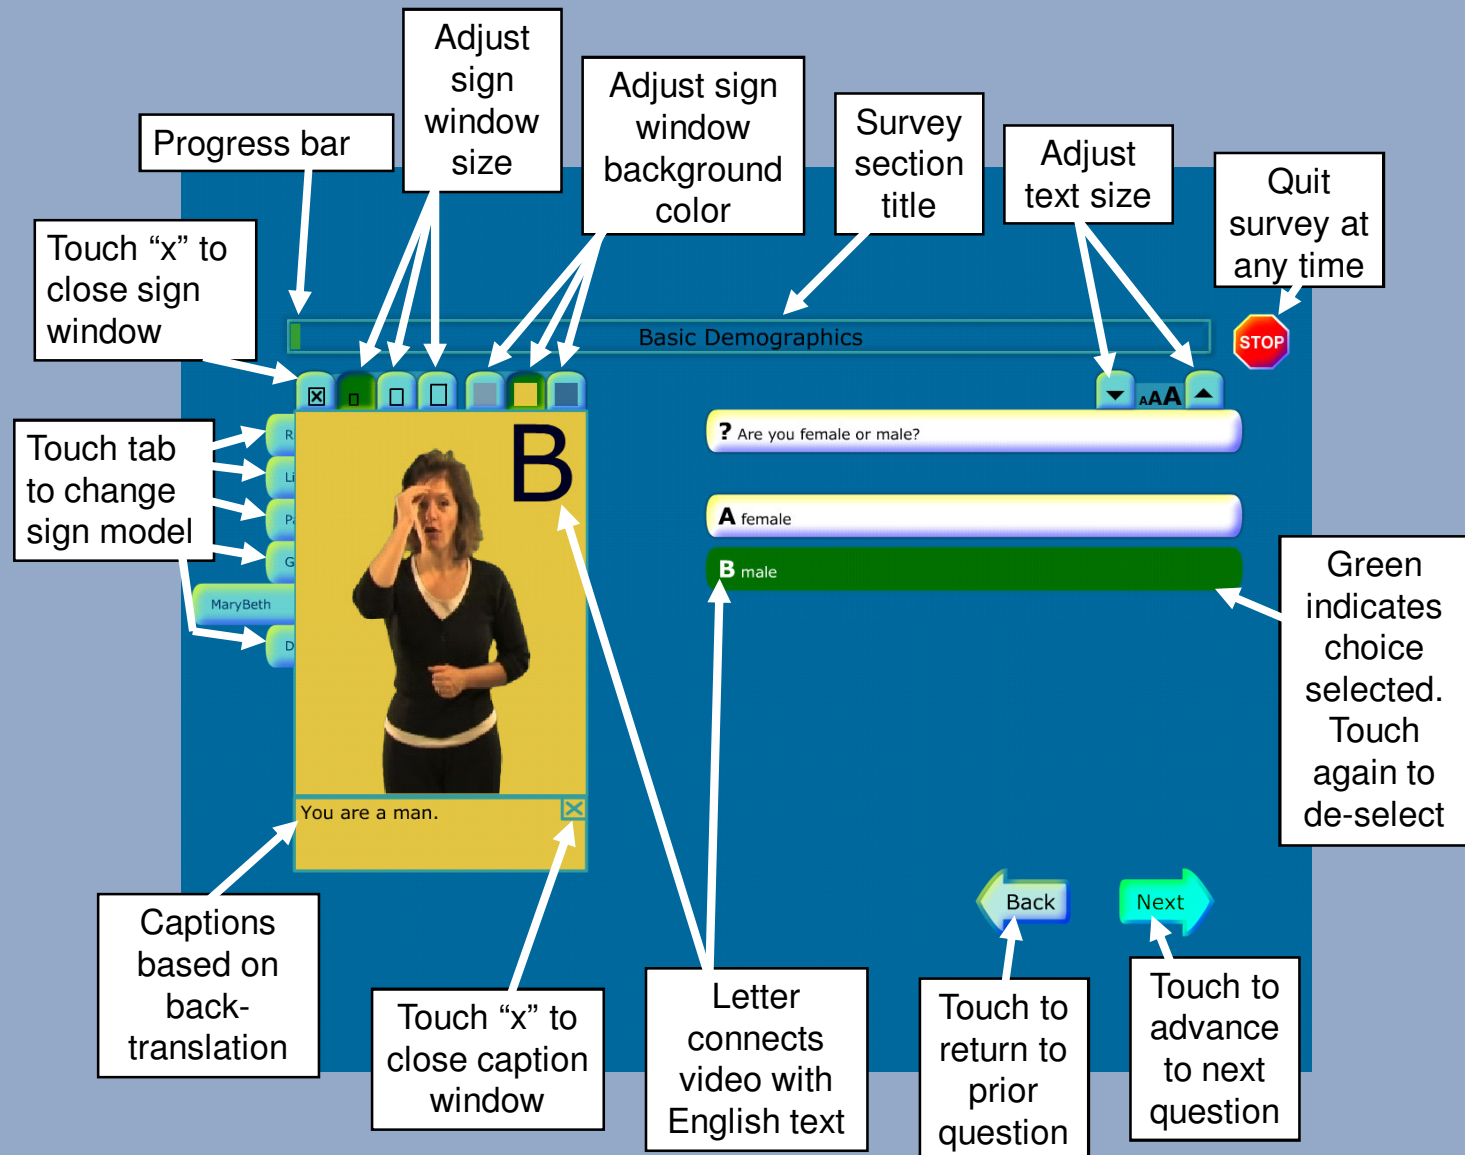 Adjust
sign
window
size
Adjust sign
window
background
color
Survey
section
title
Adjust
text size
Progress bar
Quit
survey at
any time
Touch “x” to
close sign
window
Basic Demographics
STOP
AAA
Touch tab
to change
sign model
R
Li
Pa
G
MaryBeth
D
B
? Are you female or male?
A female
B male
Green
indicates
choice
selected.
Touch
again to
de-select
You are a man.
Back
Next
Captions
based on
back-
translation
Touch “x” to
close caption
window
Letter
connects
video with
English text
Touch to
return to
prior
question
Touch to
advance
to next
question